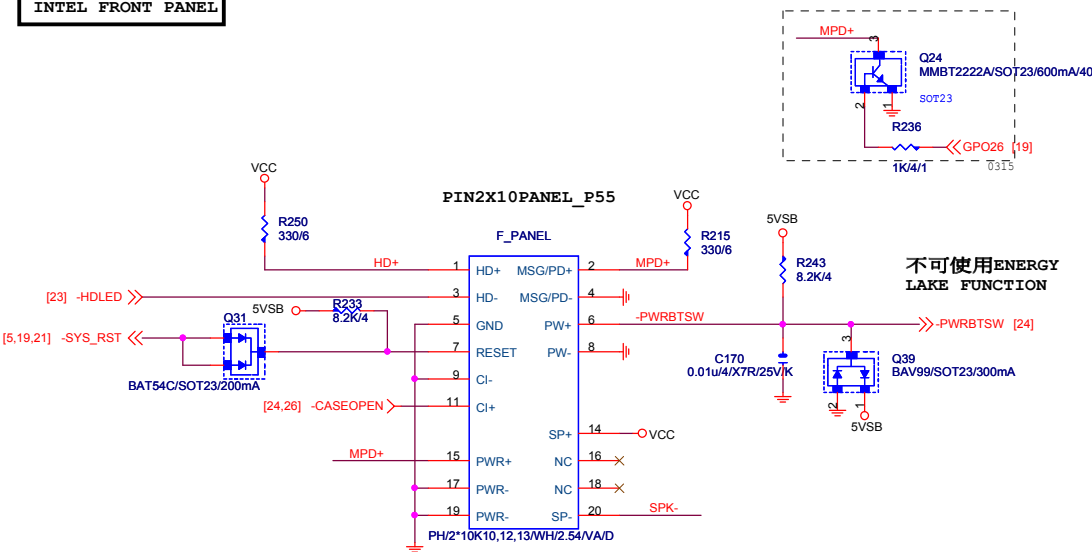 INTEL FRONT PANEL
MPD+
3
Q24
MMBT2222A/SOT23/600mA/40
SOT23
2
1
R236
GPO26 [19]
1K/4/1
0315
VCC
R250
330/6
PIN2X10PANEL_P55
F_PANEL
VCC
R215
330/6
5VSB
R243
8.2K/4
不可使用ENERGY
LAKE FUNCTION
HD+
1
HD+
MSG/PD+
2
MPD+
[23] -HDLED
3
HD-
MSG/PD-
4
5VSB
R233
8.2K/4
Q31
5
GND
PW+
6
-PWRBTSW
-PWRBTSW [24]
[5,19,21] -SYS_RST
7
RESET
PW-
8
BAT54C/SOT23/200mA
C170
0.01u/4/X7R/25V/K
3
Q39
BAV99/SOT23/300mA
2
1
5VSB
9
CI-
[24,26] -CASEOPEN
11
CI+
SP+
14
VCC
MPD+
15
PWR+
NC
16
17
PWR-
NC
18
19
PWR-
SP-
20
SPK-
PH/2*10K10,12,13/WH/2.54/VA/D